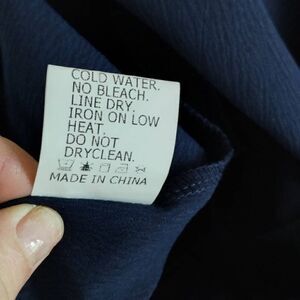 COLD WATER.
NO BLEACH.
LINE DRY.
IRON ON LOW
HEAT.
DO NOT
DRYCLEAN.
MADE IN CHINA